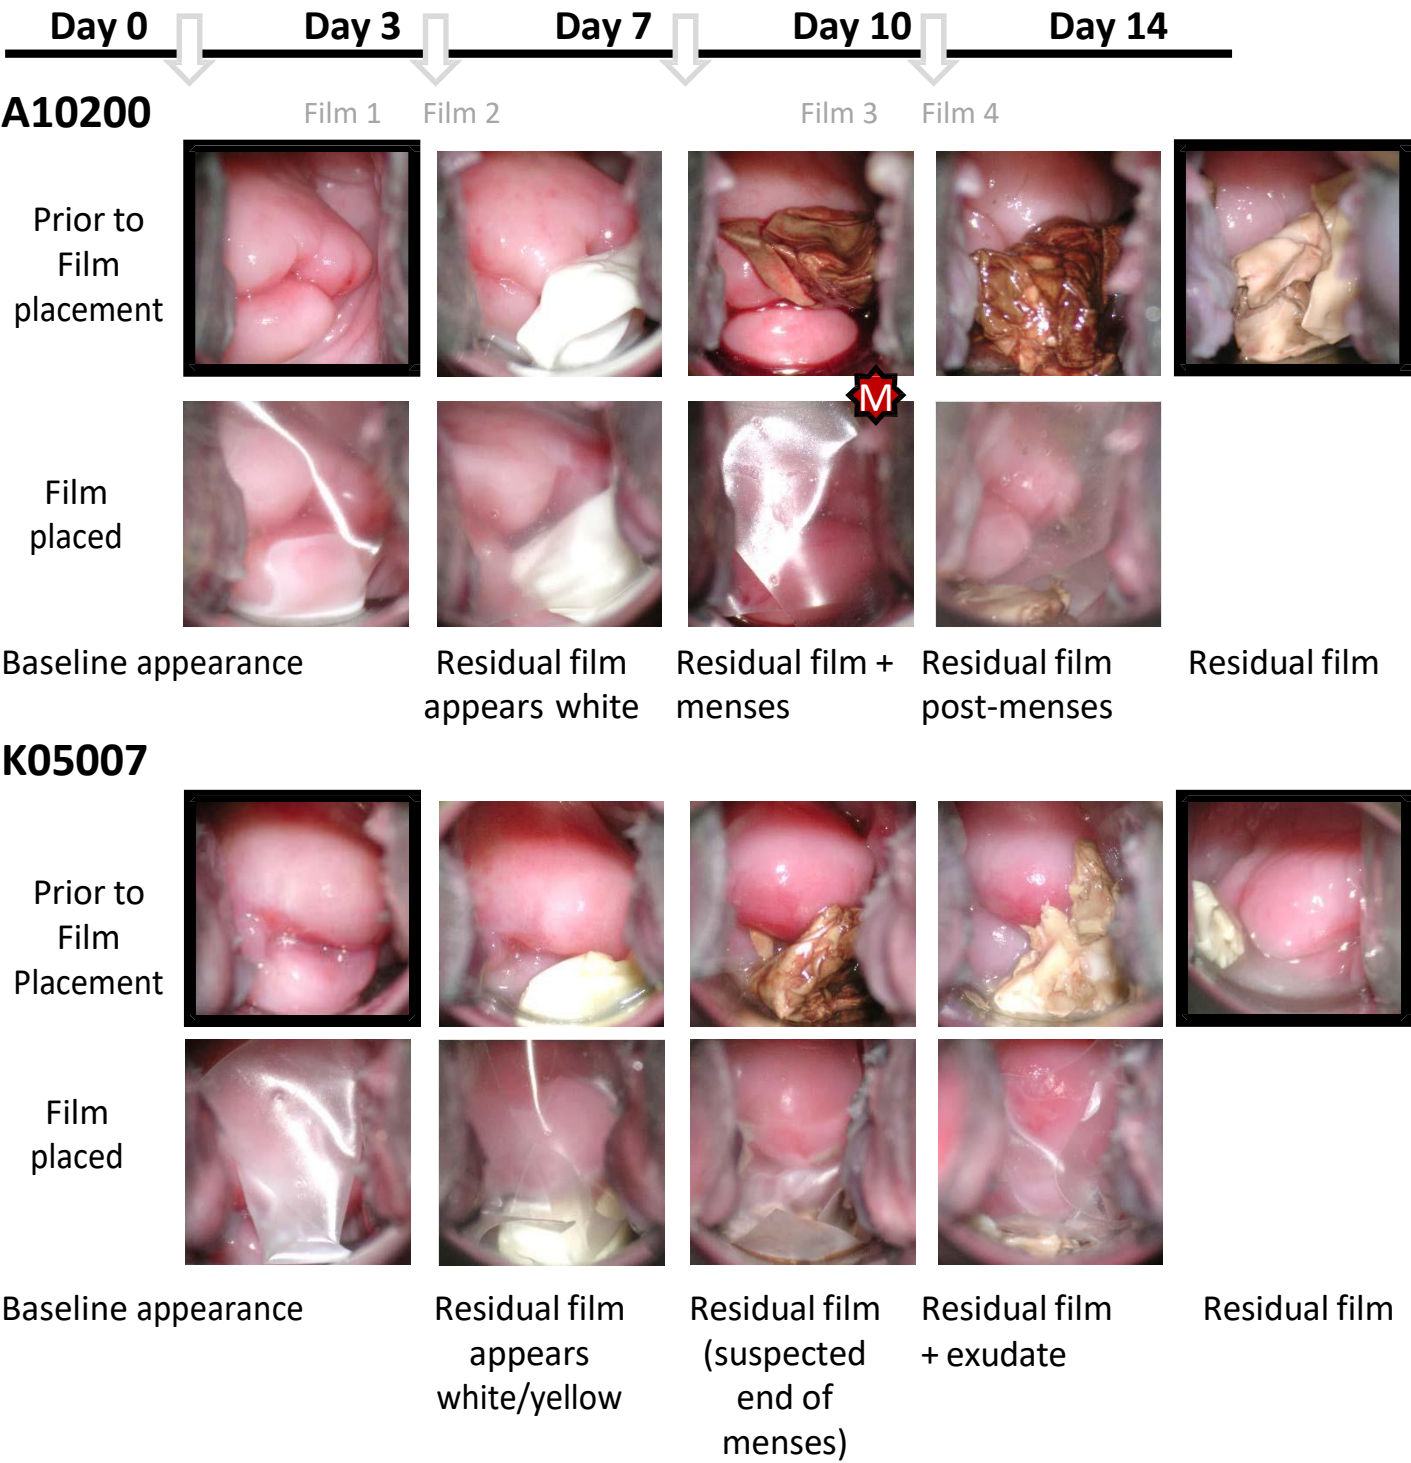 Day 0 Day 3 Day 7 Day 10 Day 14
A10200 Film 1 Film 2 Film 3 Film 4
Prior to
Film
placement
M
Film
placed
Baseline appearance Residual film Residual film + Residual film Residual film
appears white menses post-menses
K05007
Prior to
Film
Placement
Film
placed
Baseline appearance Residual film Residual film Residual film Residual film
appears (suspected + exudate
white/yellow end of
menses)